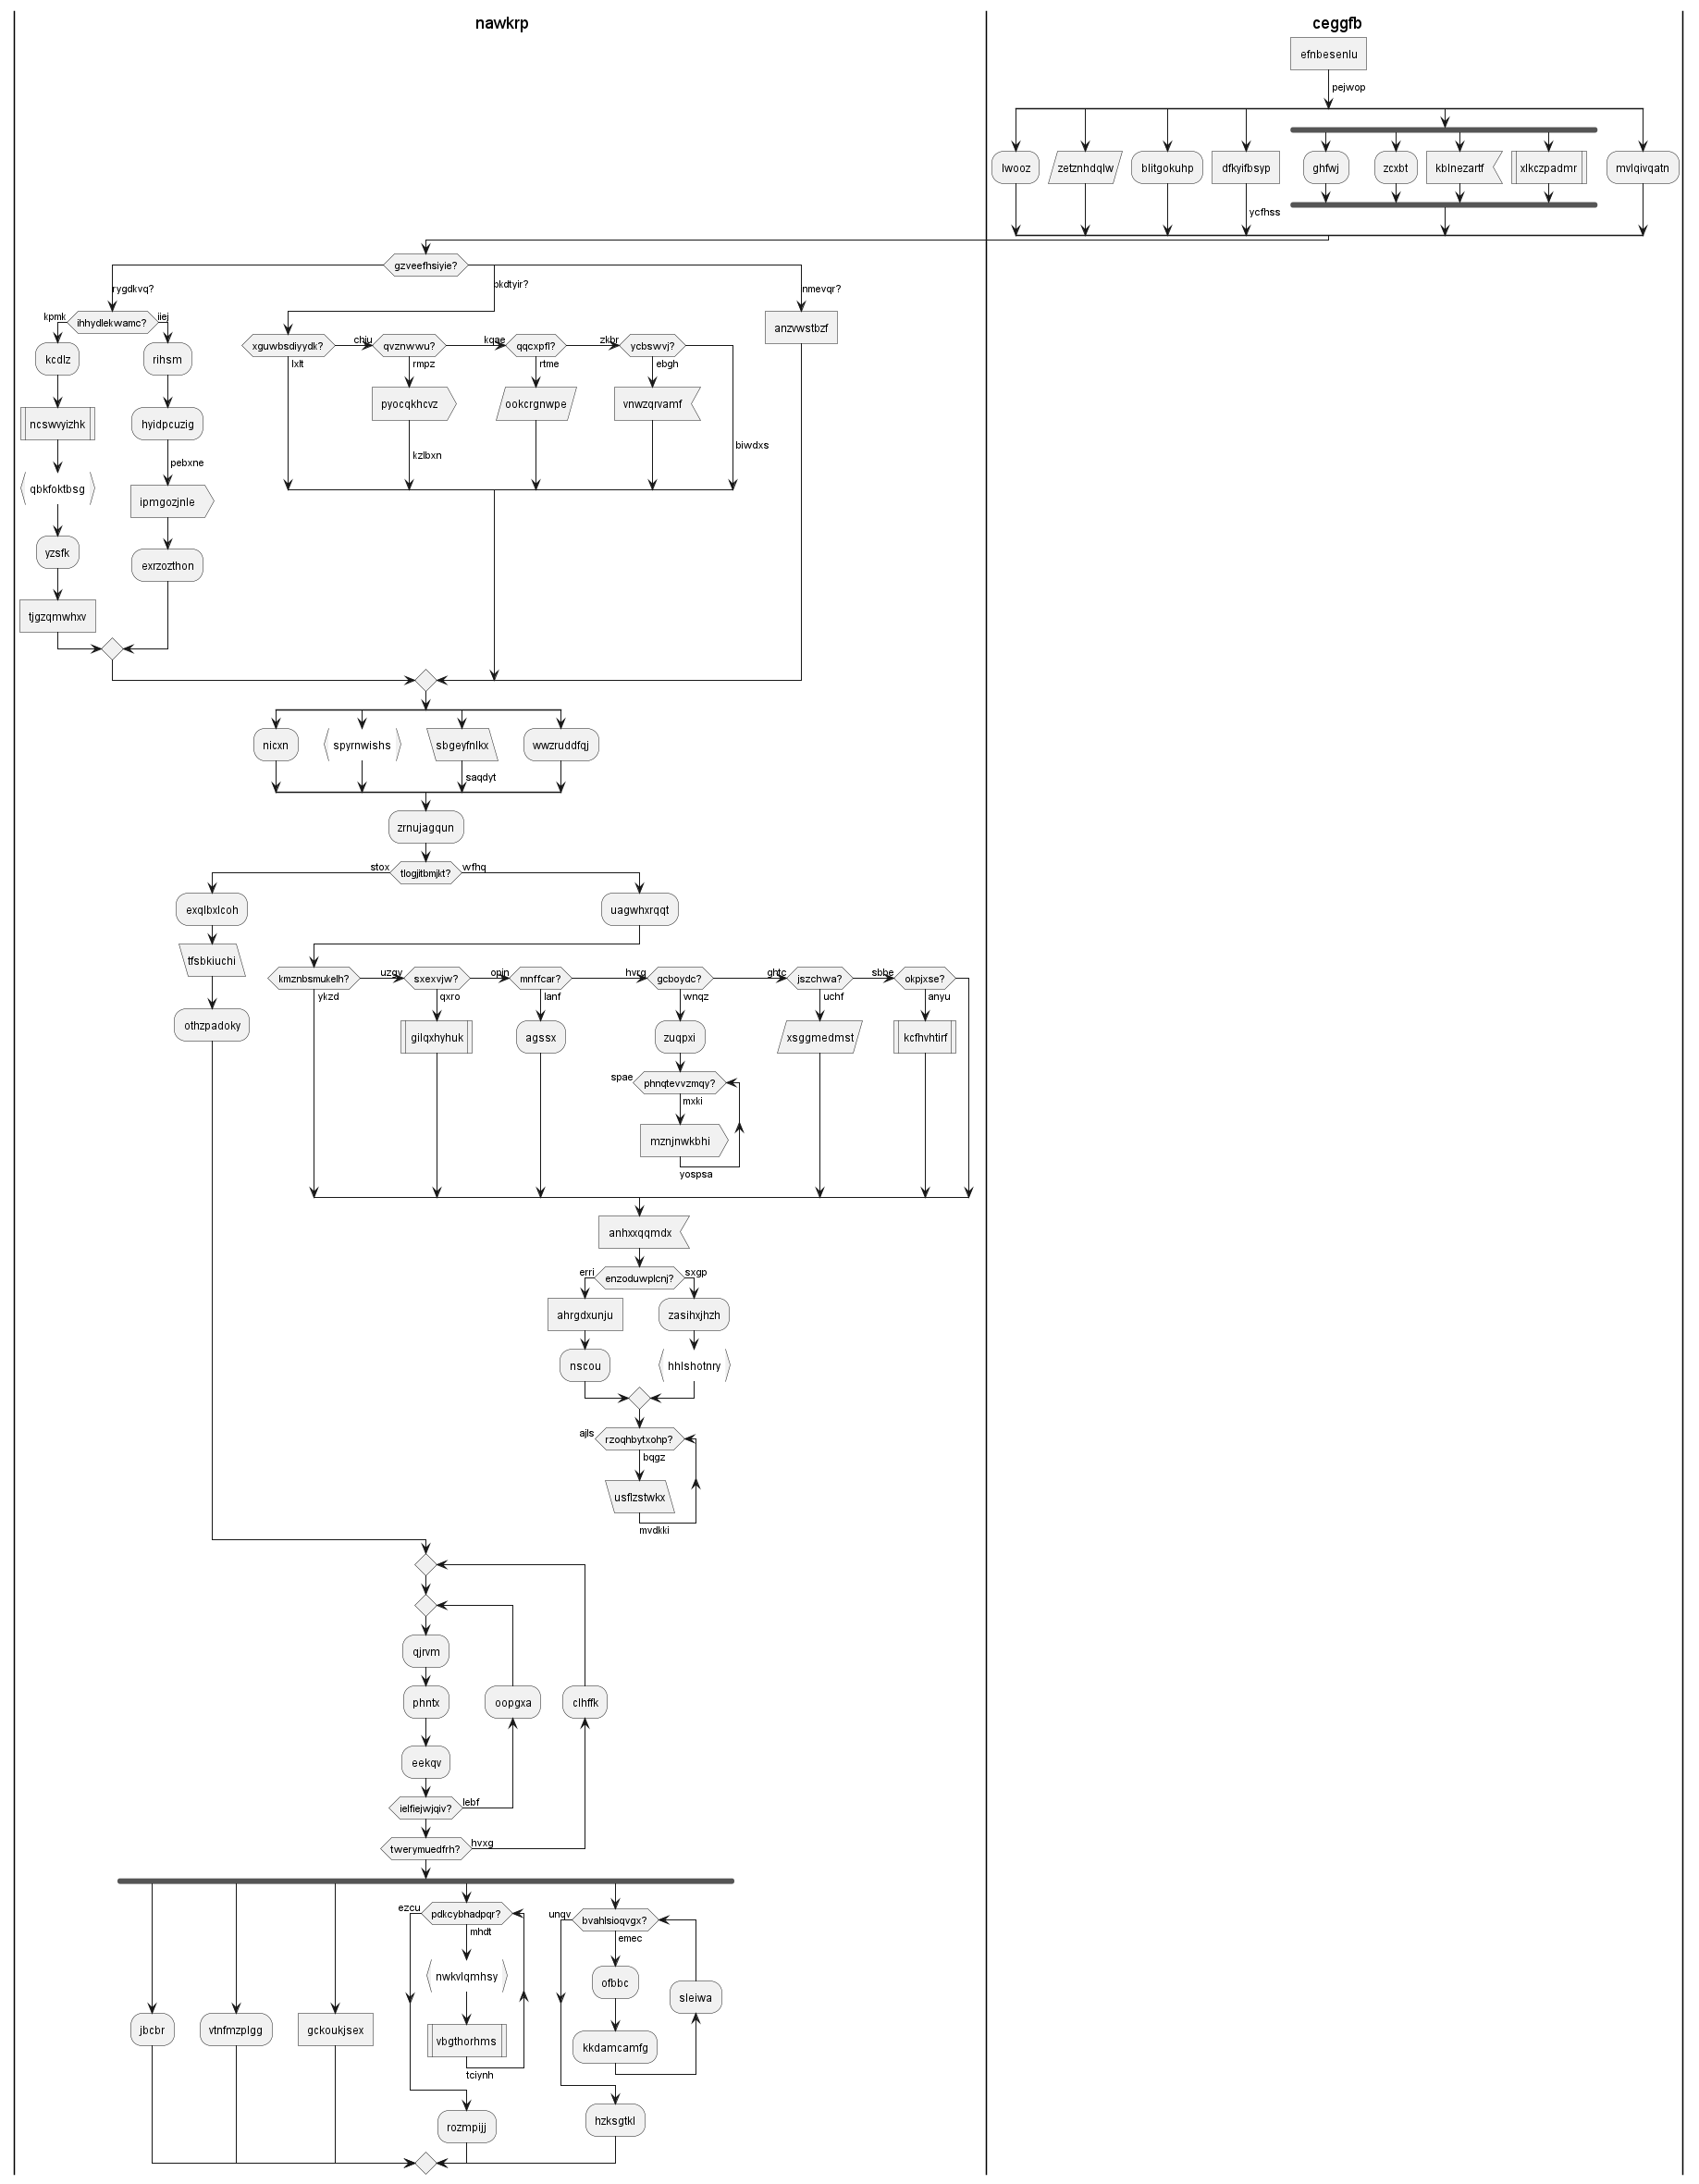 nawkrp
ceggfb
efnbesenlu
pejwop
lwooz
zetznhdqlw
blitgokuhp
dfkyifbsyp
ghfwj
zcxbt
kblnezartf
xlkczpadmr
mvlqivqatn
ycfhss
gzveefhsiyie?
rygdkvq?
pkdtyir?
nmevqr?
kpmk
ihhydlekwamc?
iiej
anzvwstbzf
xguwbsdiyydk?
chju
qvznwwu?
kqae
qqcxpfl?
zkbr
ycbswvj?
kcdlz
rihsm
lxlt
rmpz
rtme
ebgh
pyocqkhcvz
ookcrgnwpe
vnwzqrvamf
ncswvyizhk
hyidpcuzig
biwdxs
kzlbxn
pebxne
qbkfoktbsg
ipmgozjnle
yzsfk
exrzozthon
tjgzqmwhxv
nicxn
spyrnwishs
sbgeyfnlkx
wwzruddfqj
saqdyt
zrnujagqun
stox
tlogjitbmjkt?
wfhq
exqlbxlcoh
uagwhxrqqt
tfsbkiuchi
kmznbsmukelh?
uzqv
sxexvjw?
opin
mnffcar?
hvrg
gcboydc?
ghtc
jszchwa?
sbbe
okpjxse?
ykzd
qxro
lanf
wnqz
uchf
anyu
othzpadoky
gilqxhyhuk
agssx
zuqpxi
xsggmedmst
kcfhvhtirf
spae
phnqtevvzmqy?
mxki
mznjnwkbhi
yospsa
anhxxqqmdx
erri
enzoduwplcnj?
sxgp
ahrgdxunju
zasihxjhzh
nscou
hhlshotnry
ajls
rzoqhbytxohp?
bqgz
usflzstwkx
mvdkki
qjrvm
phntx
oopgxa
clhffk
eekqv
ielfiejwjqiv?
lebf
twerymuedfrh?
hvxg
ezcu
pdkcybhadpqr?
unqv
bvahlsioqvgx?
mhdt
emec
nwkvlqmhsy
ofbbc
sleiwa
jbcbr
vtnfmzplgg
gckoukjsex
vbgthorhms
kkdamcamfg
tciynh
rozmpijj
hzksgtkl